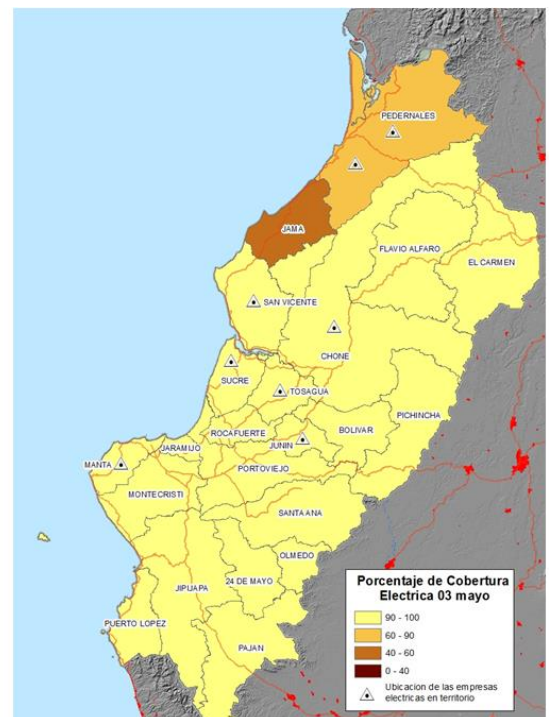 PEDERNALES
JAMA
FLAVIO ALFARO
EL CARMEN
SAN VICENTE
CHONE
SUCRE
TOSAGUA
PICHINCHA
ROCAFUERTE
BOLIVAR
JUNIN
JARAMIJO
MANTA
PORTOVIEJO
MONTECRISTI
SANTA ANA
OLMEDO
24 DE MAYO
JIPIJAPA
PUERTO LOPEZ
PAJAN
Porcentaje de Cobertura
Electrica 03 mayo
90 - 100
60 - 90
40 - 60
0 - 40
Ubicacion de las empresas
electricas en territorio